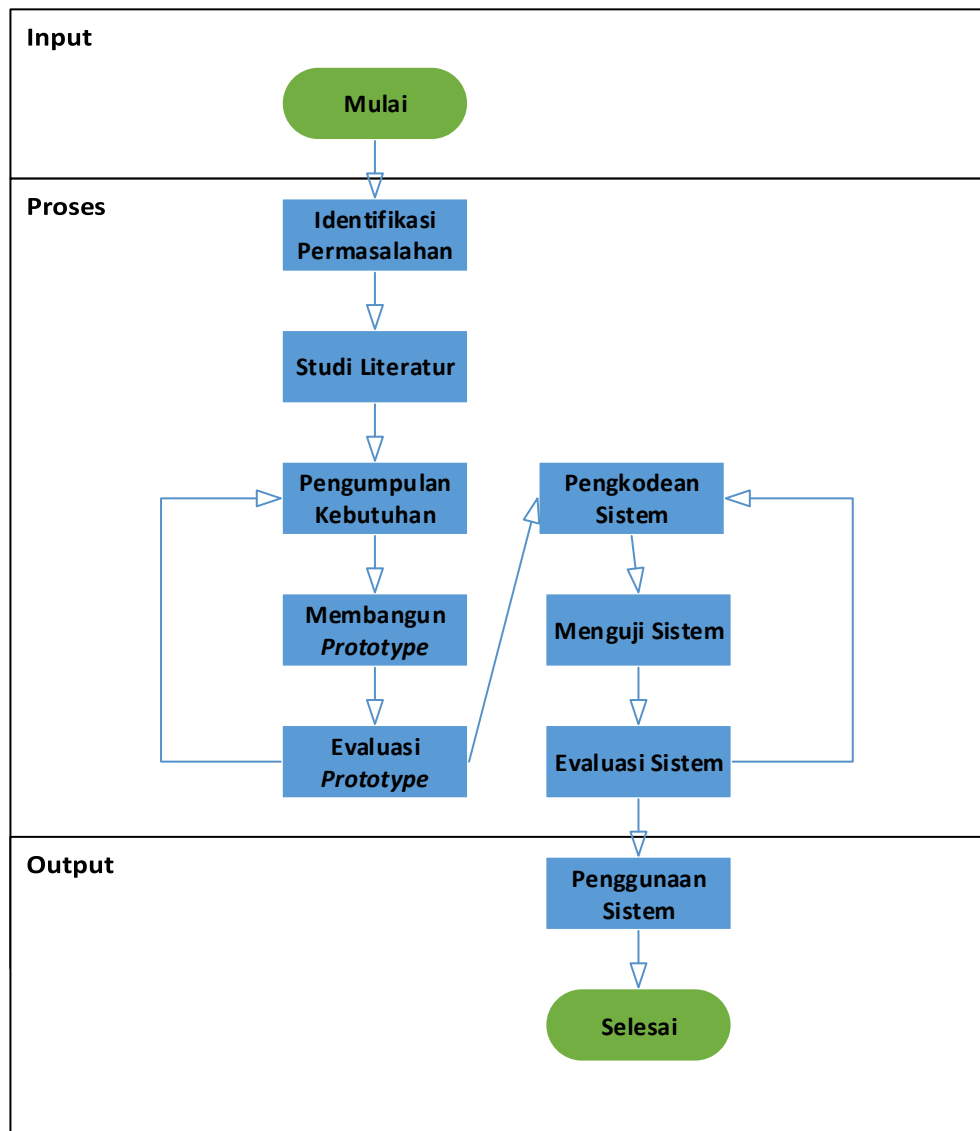 Input
Mulai
Proses
Identifikasi
Permasalahan
Studi Literatur
Pengumpulan
Kebutuhan
Membangun
Prototype
Evaluasi
Prototype
Pengkodean
Sistem
Menguji Sistem
Evaluasi Sistem
Output
Penggunaan
Sistem
Selesai